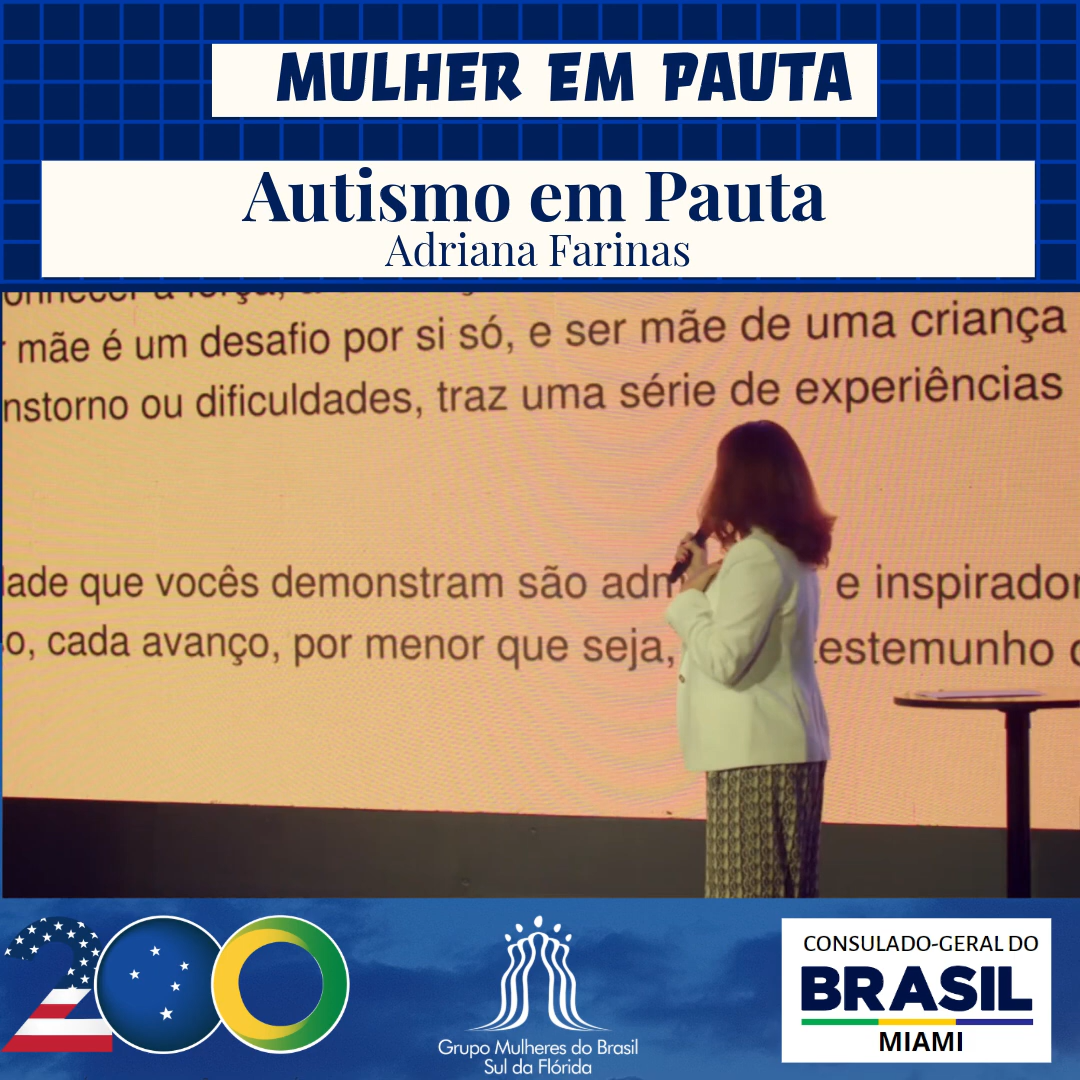 MULHER EM PAUTA
Autismo em Pauta
Adriana Farinas
mãe é um desafio por si só, e ser mãe de uma criança
nstorno ou dificuldades, traz uma série de experiências
dade que vocês demonstram são adm e inspirador
o, cada avanço, por menor que seja, testemunho
200
Grupo Mulheres do Brasil
Sul da Flórida
CONSULADO-GERAL DO
BRASIL
MIAMI